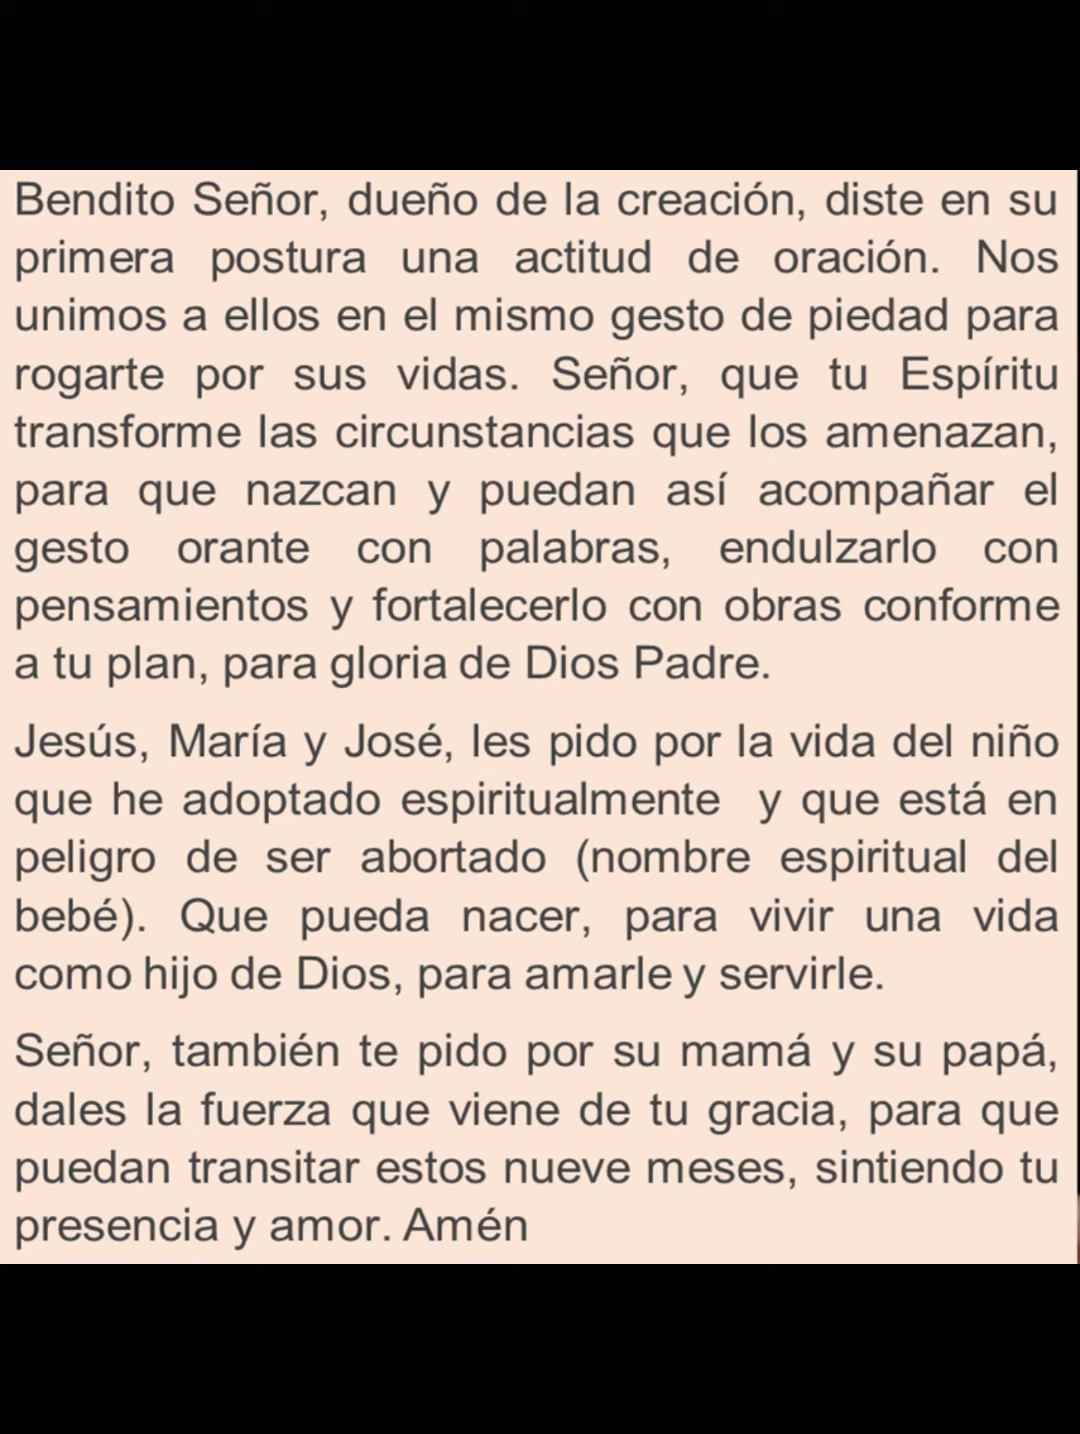 Bendito Señor, dueño de la creación, diste en su
primera postura una actitud de oración. Nos
unimos a ellos en el mismo gesto de piedad para
rogarte por sus vidas. Señor, que tu Espíritu
transforme las circunstancias que los amenazan,
para que nazcan y puedan así acompañar el
gesto orante con palabras, endulzarlo con
pensamientos y fortalecerlo con obras conforme
a tu plan, para gloria de Dios Padre.
Jesús, María y José, les pido por la vida del niño
que he adoptado espiritualmente y que está en
peligro de ser abortado (nombre espiritual del
bebé). Que pueda nacer, para vivir una vida
como hijo de Dios, para amarle y servirle.
Señor, también te pido por su mamá y su papá,
dales la fuerza que viene de tu gracia, para que
puedan transitar estos nueve meses, sintiendo tu
presencia y amor. Amén